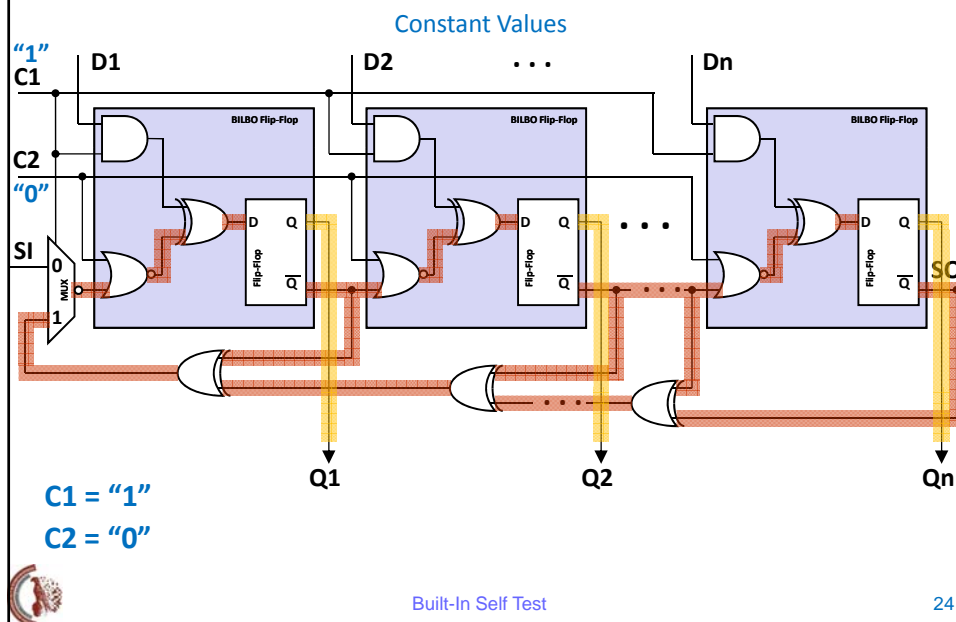 Constant Values
"1"
C1
D1
D2
. . .
Dn
BILBO Flip-Flop
BILBO Flip-Flop
BILBO Flip-Flop
C2
"0"
SI
0
MUX
1
D Q
Flip-Flop
Q
D Q
Flip-Flop
Q
. . .
D Q
Flip-Flop
Q
SO
. . .
. . .
Q1
Q2
Qn
C1 = "1"
C2 = "0"
Built-In Self Test
24